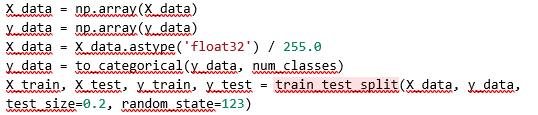 X_data = np.array(X_data)
y_data = np.array(y_data)
X_data = X_data.astype('float32') / 255.0
y_data = to_categorical(y_data, num_classes)
X_train, X_test, y_train, y_test = train_test_split(X_data, y_data,
test_size=0.2, random_state=123)